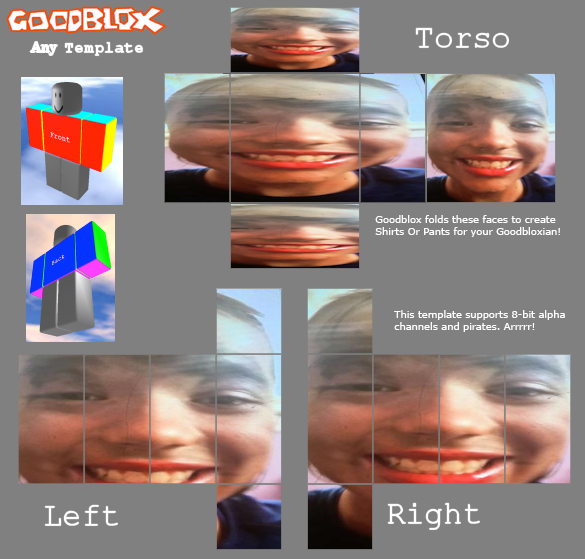 GOODBLOX
Any Template
Torso
Front
Goodblox folds these faces to create
Shirts Or Pants for your Goodbloxian!
Back
This template supports 8-bit alpha
channels and pirates. Arrrrr!
Left
Right